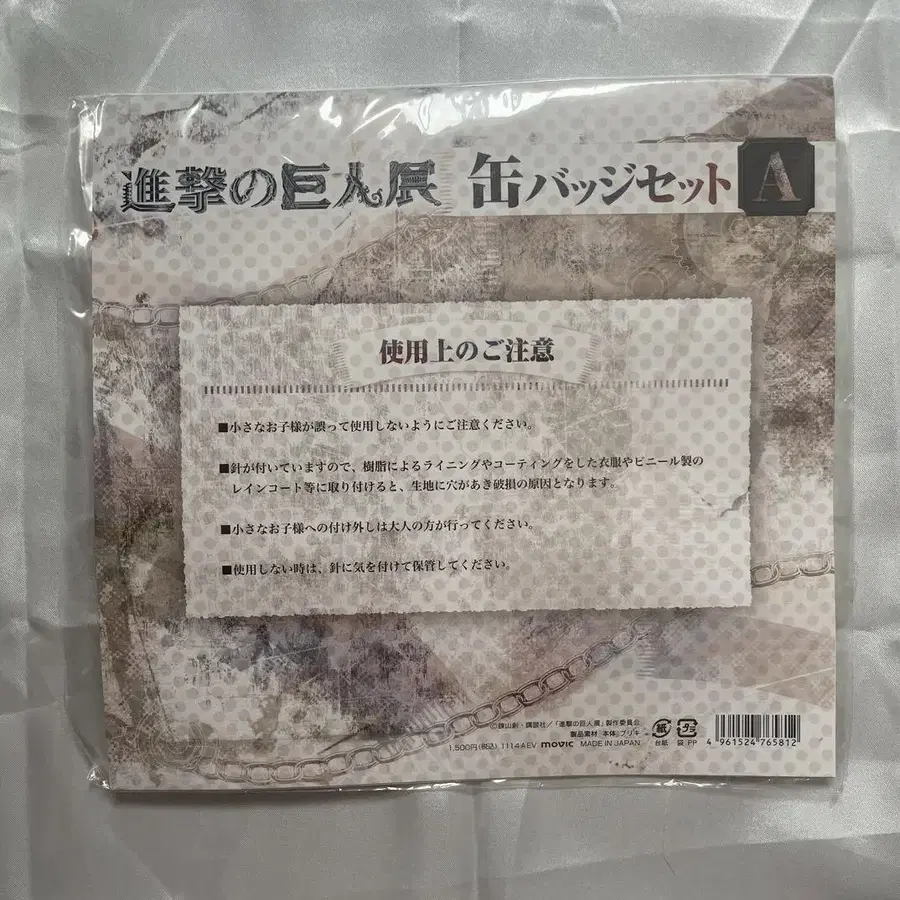 進撃の巨人展 缶バッジセット A
使用上のご注意
■小さなお子様が誤って使用しないようにご注意ください。
■針が付いていますので、樹脂によるライニングやコーティングをした衣服やビニール製の
レインコート等に取り付けると、生地に穴があき破損の原因となります。
■小さなお子様への付け外しは大人の方が行ってください。
■使用しない時は、針に気を付けて保管してください。
©諫山創・講談社/「進撃の巨人展」製作委員会
製品素材 本体:ブリキ
1,500円(税込) 1114AEV movic MADE IN JAPAN
紙 台紙
プラ 袋 PP
4 961524 765812